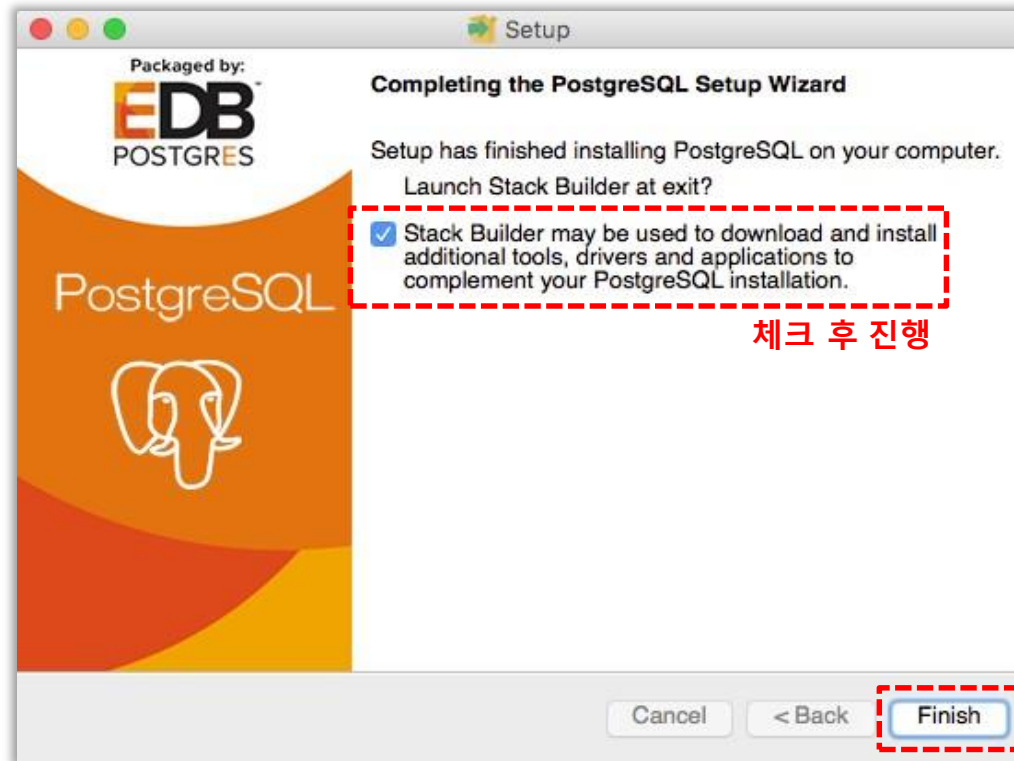 Setup
Packaged by:
EDB
POSTGRES
PostgreSQL
Completing the PostgreSQL Setup Wizard
Setup has finished installing PostgreSQL on your computer.
Launch Stack Builder at exit?
Stack Builder may be used to download and install
additional tools, drivers and applications to
complement your PostgreSQL installation.
체크 후 진행
Cancel
< Back
Finish